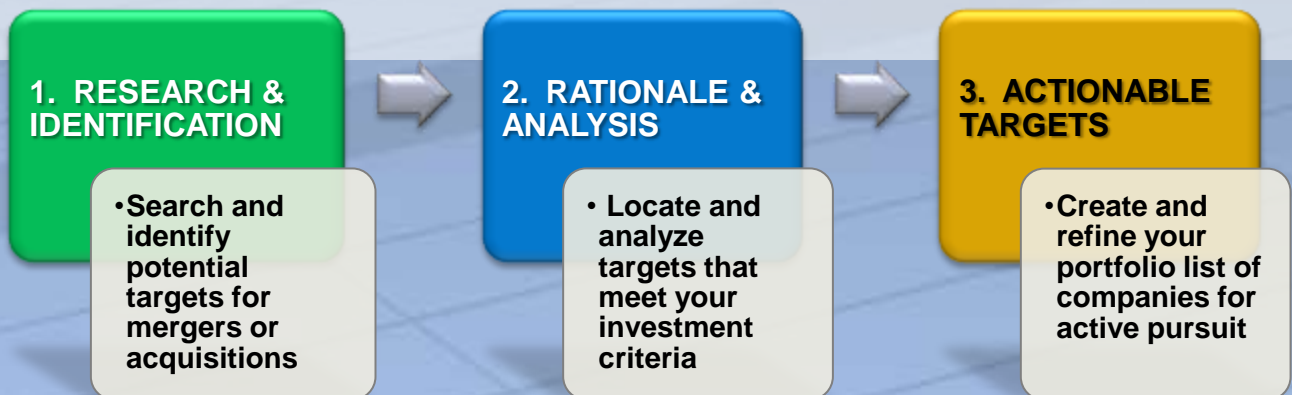 1. RESEARCH &
IDENTIFICATION
•Search and
identify
potential
targets for
mergers or
acquisitions
2. RATIONALE &
ANALYSIS
• Locate and
analyze
targets that
meet your
investment
criteria
3. ACTIONABLE
TARGETS
•Create and
refine your
portfolio list of
companies for
active pursuit